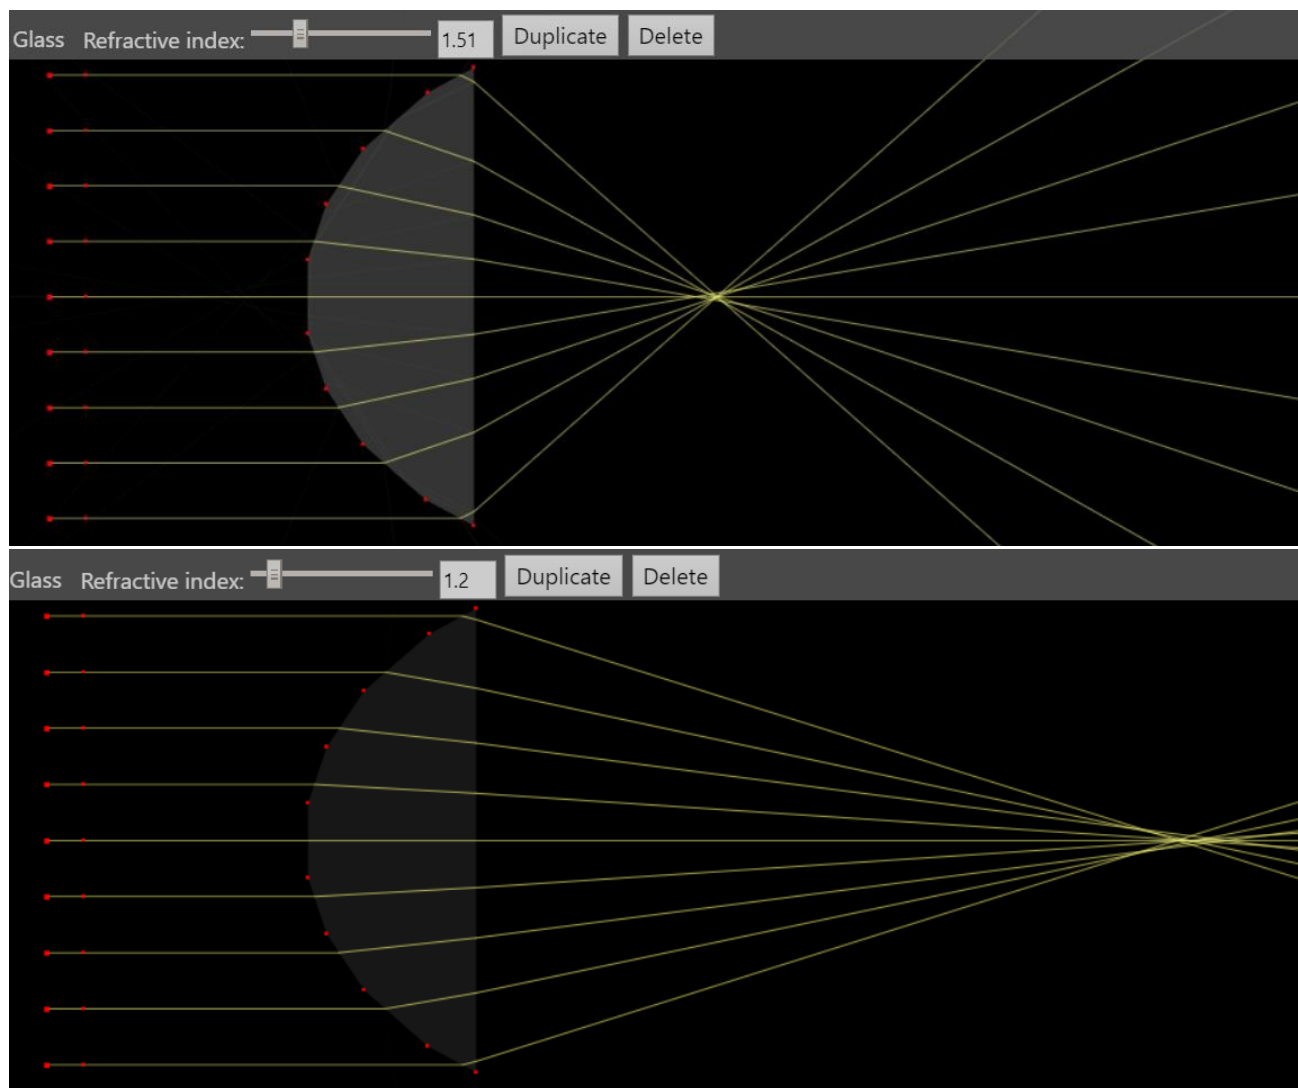 Glass Refractive index: 1.51 Duplicate Delete
Glass Refractive index: 1.2 Duplicate Delete